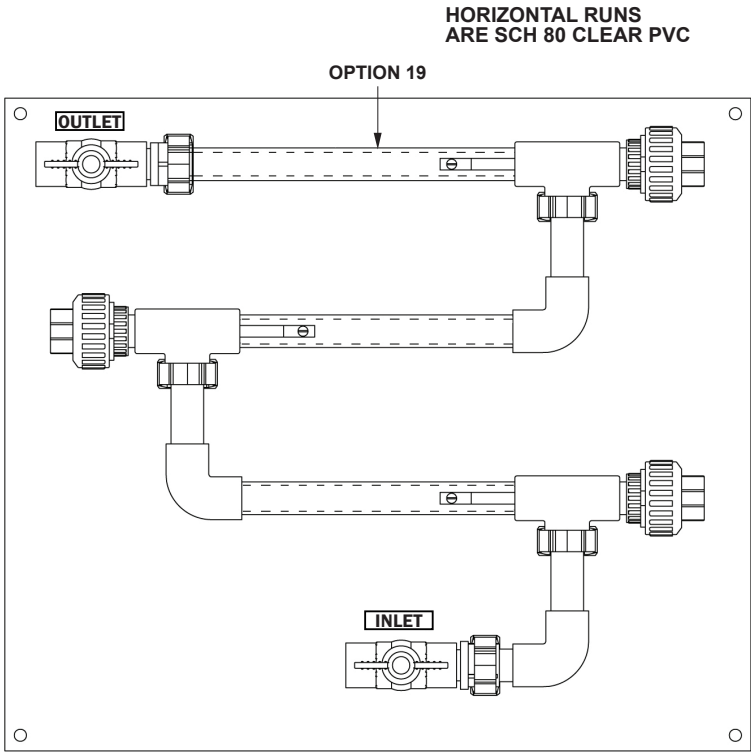 HORIZONTAL RUNS
ARE SCH 80 CLEAR PVC
OPTION 19
OUTLET
INLET